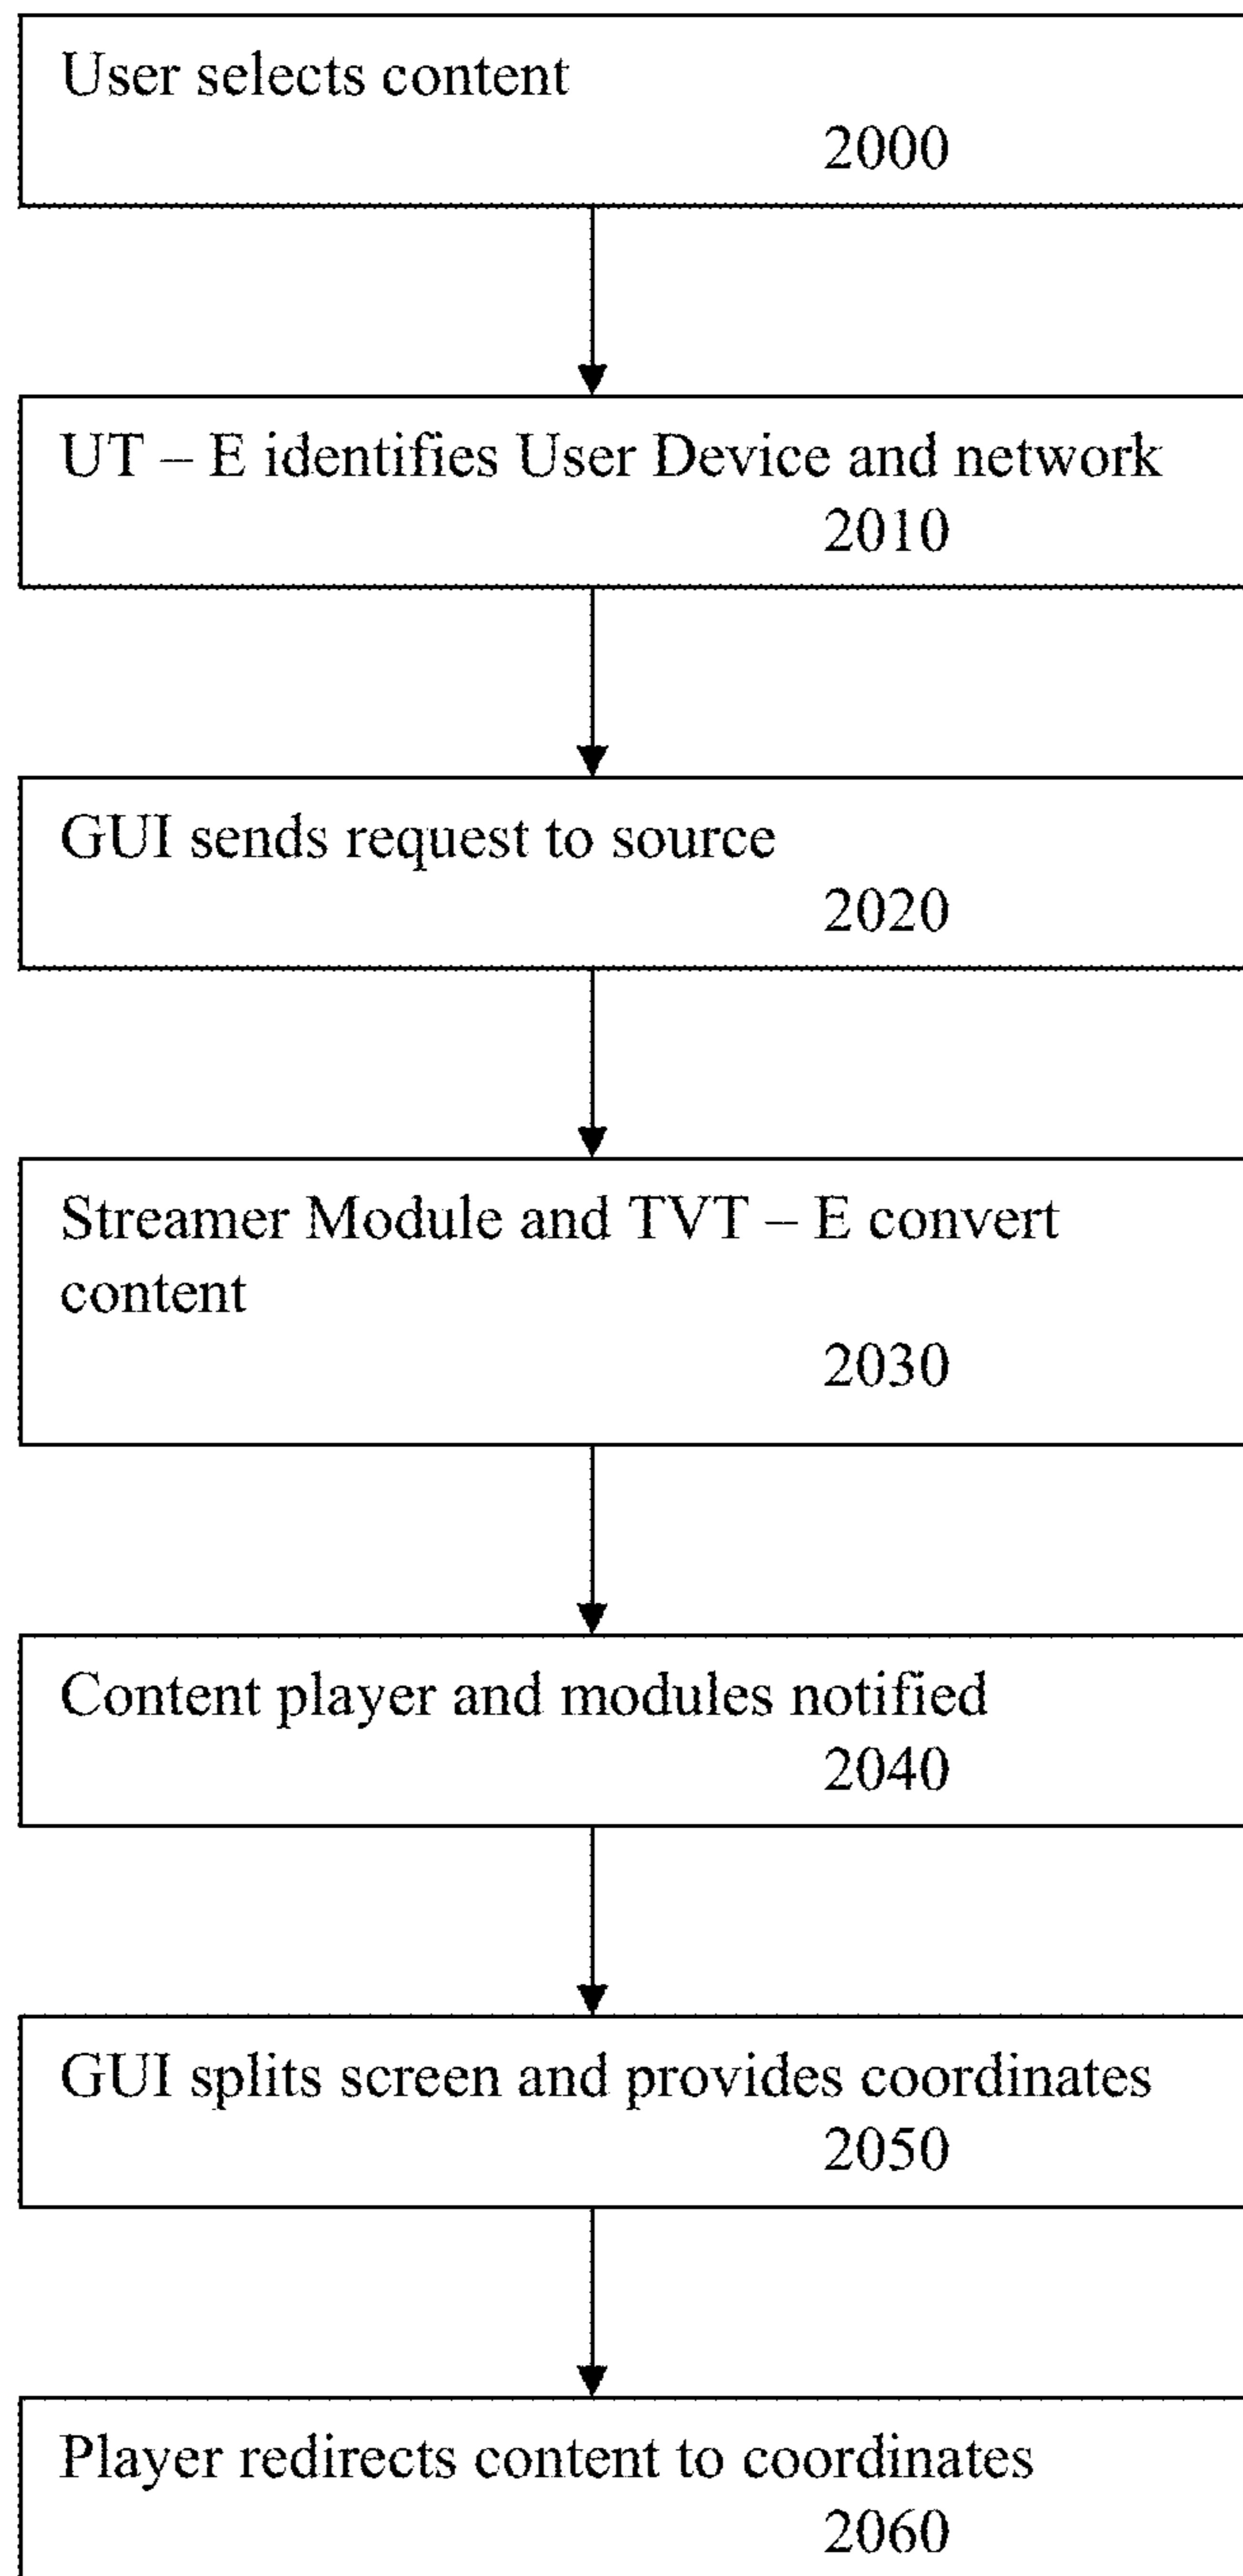 User selects content
2000
UT – E identifies User Device and network
2010
GUI sends request to source
2020
Streamer Module and TVT – E convert
content
2030
Content player and modules notified
2040
GUI splits screen and provides coordinates
2050
Player redirects content to coordinates
2060